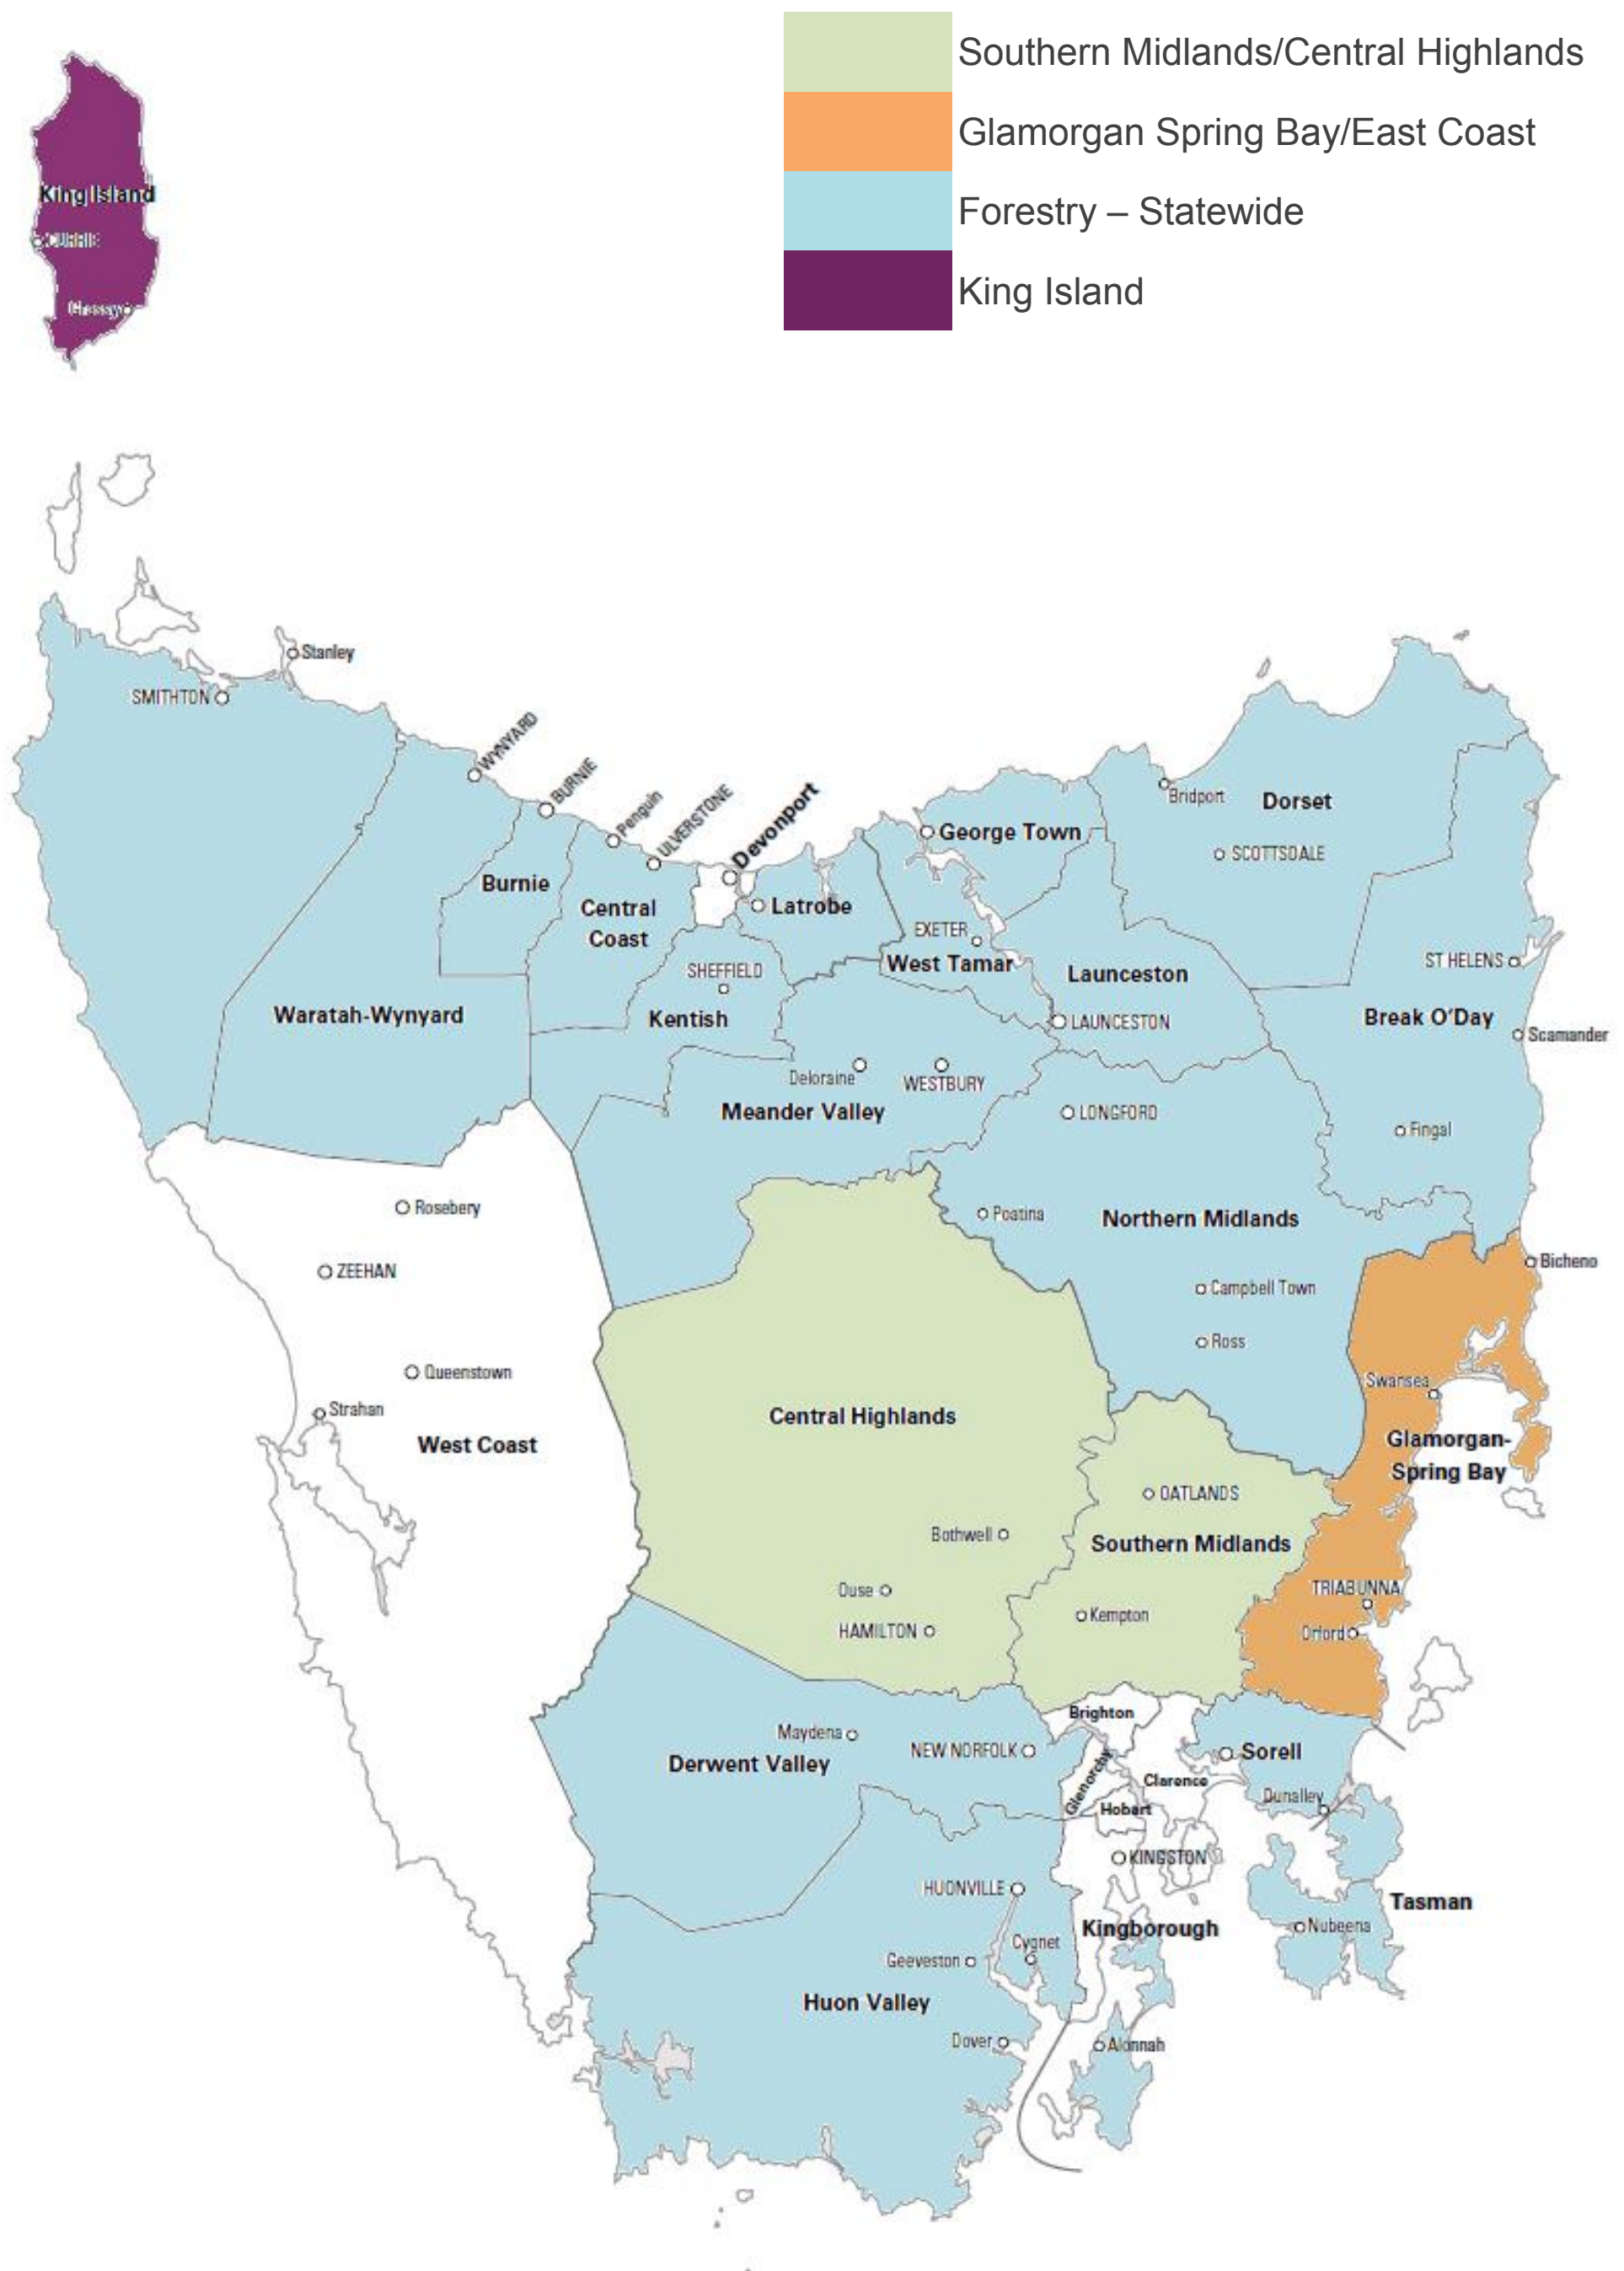 Southern Midlands/Central Highlands
Glamorgan Spring Bay/East Coast
Forestry – Statewide
King Island
King Island
CURRIE
Grassy
Stanley
SMITHTON
WYNYARD
BURNIE
Penguin
ULVERSTONE
Devonport
George Town
Bridport
Dorset
SCOTTSDALE
Burnie
Central
Coast
Latrobe
EXETER
West Tamar
SHEFFIELD
Launceston
ST HELENS
Waratah-Wynyard
Kentish
LAUNCESTON
Break O'Day
Scamander
Deloraine
WESTBURY
Meander Valley
LONGFORD
Fingal
Rosebery
Poatina
Northern Midlands
ZEEHAN
Bicheno
Campbell Town
Ross
Queenstown
Swansea
Strahan
West Coast
Central Highlands
Glamorgan-
Spring Bay
OATLANDS
Bothwell
Southern Midlands
Ouse
TRIABUNNA
Kempton
HAMILTON
Orford
Brighton
Maydena
NEW NORFOLK
Derwent Valley
Sorell
Glenorchy
Clarence
Dunalley
Hobart
KINGSTON
HUONVILLE
Tasman
Kingborough
Nubeena
Cygnet
Geeveston
Huon Valley
Dover
Alonnah